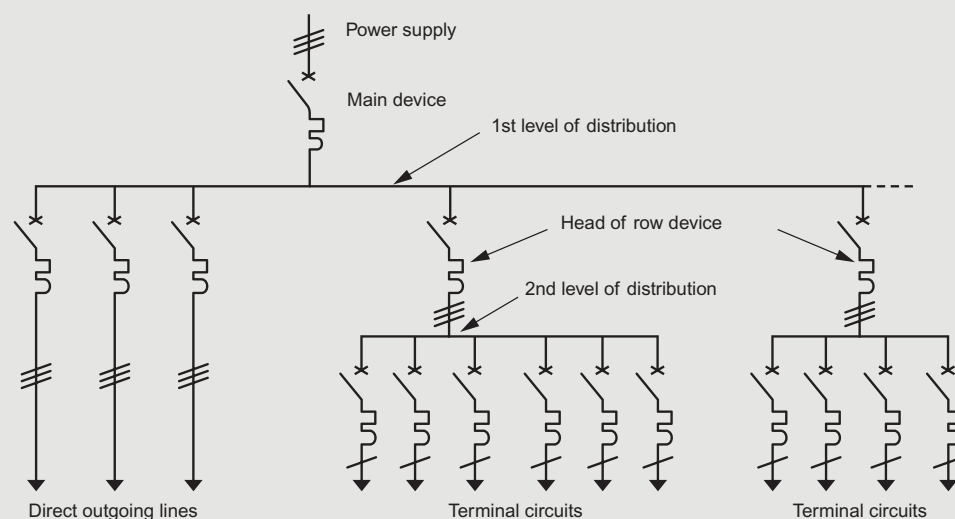 Power supply
Main device
1st level of distribution
Head of row device
2nd level of distribution
Direct outgoing lines
Terminal circuits
Terminal circuits